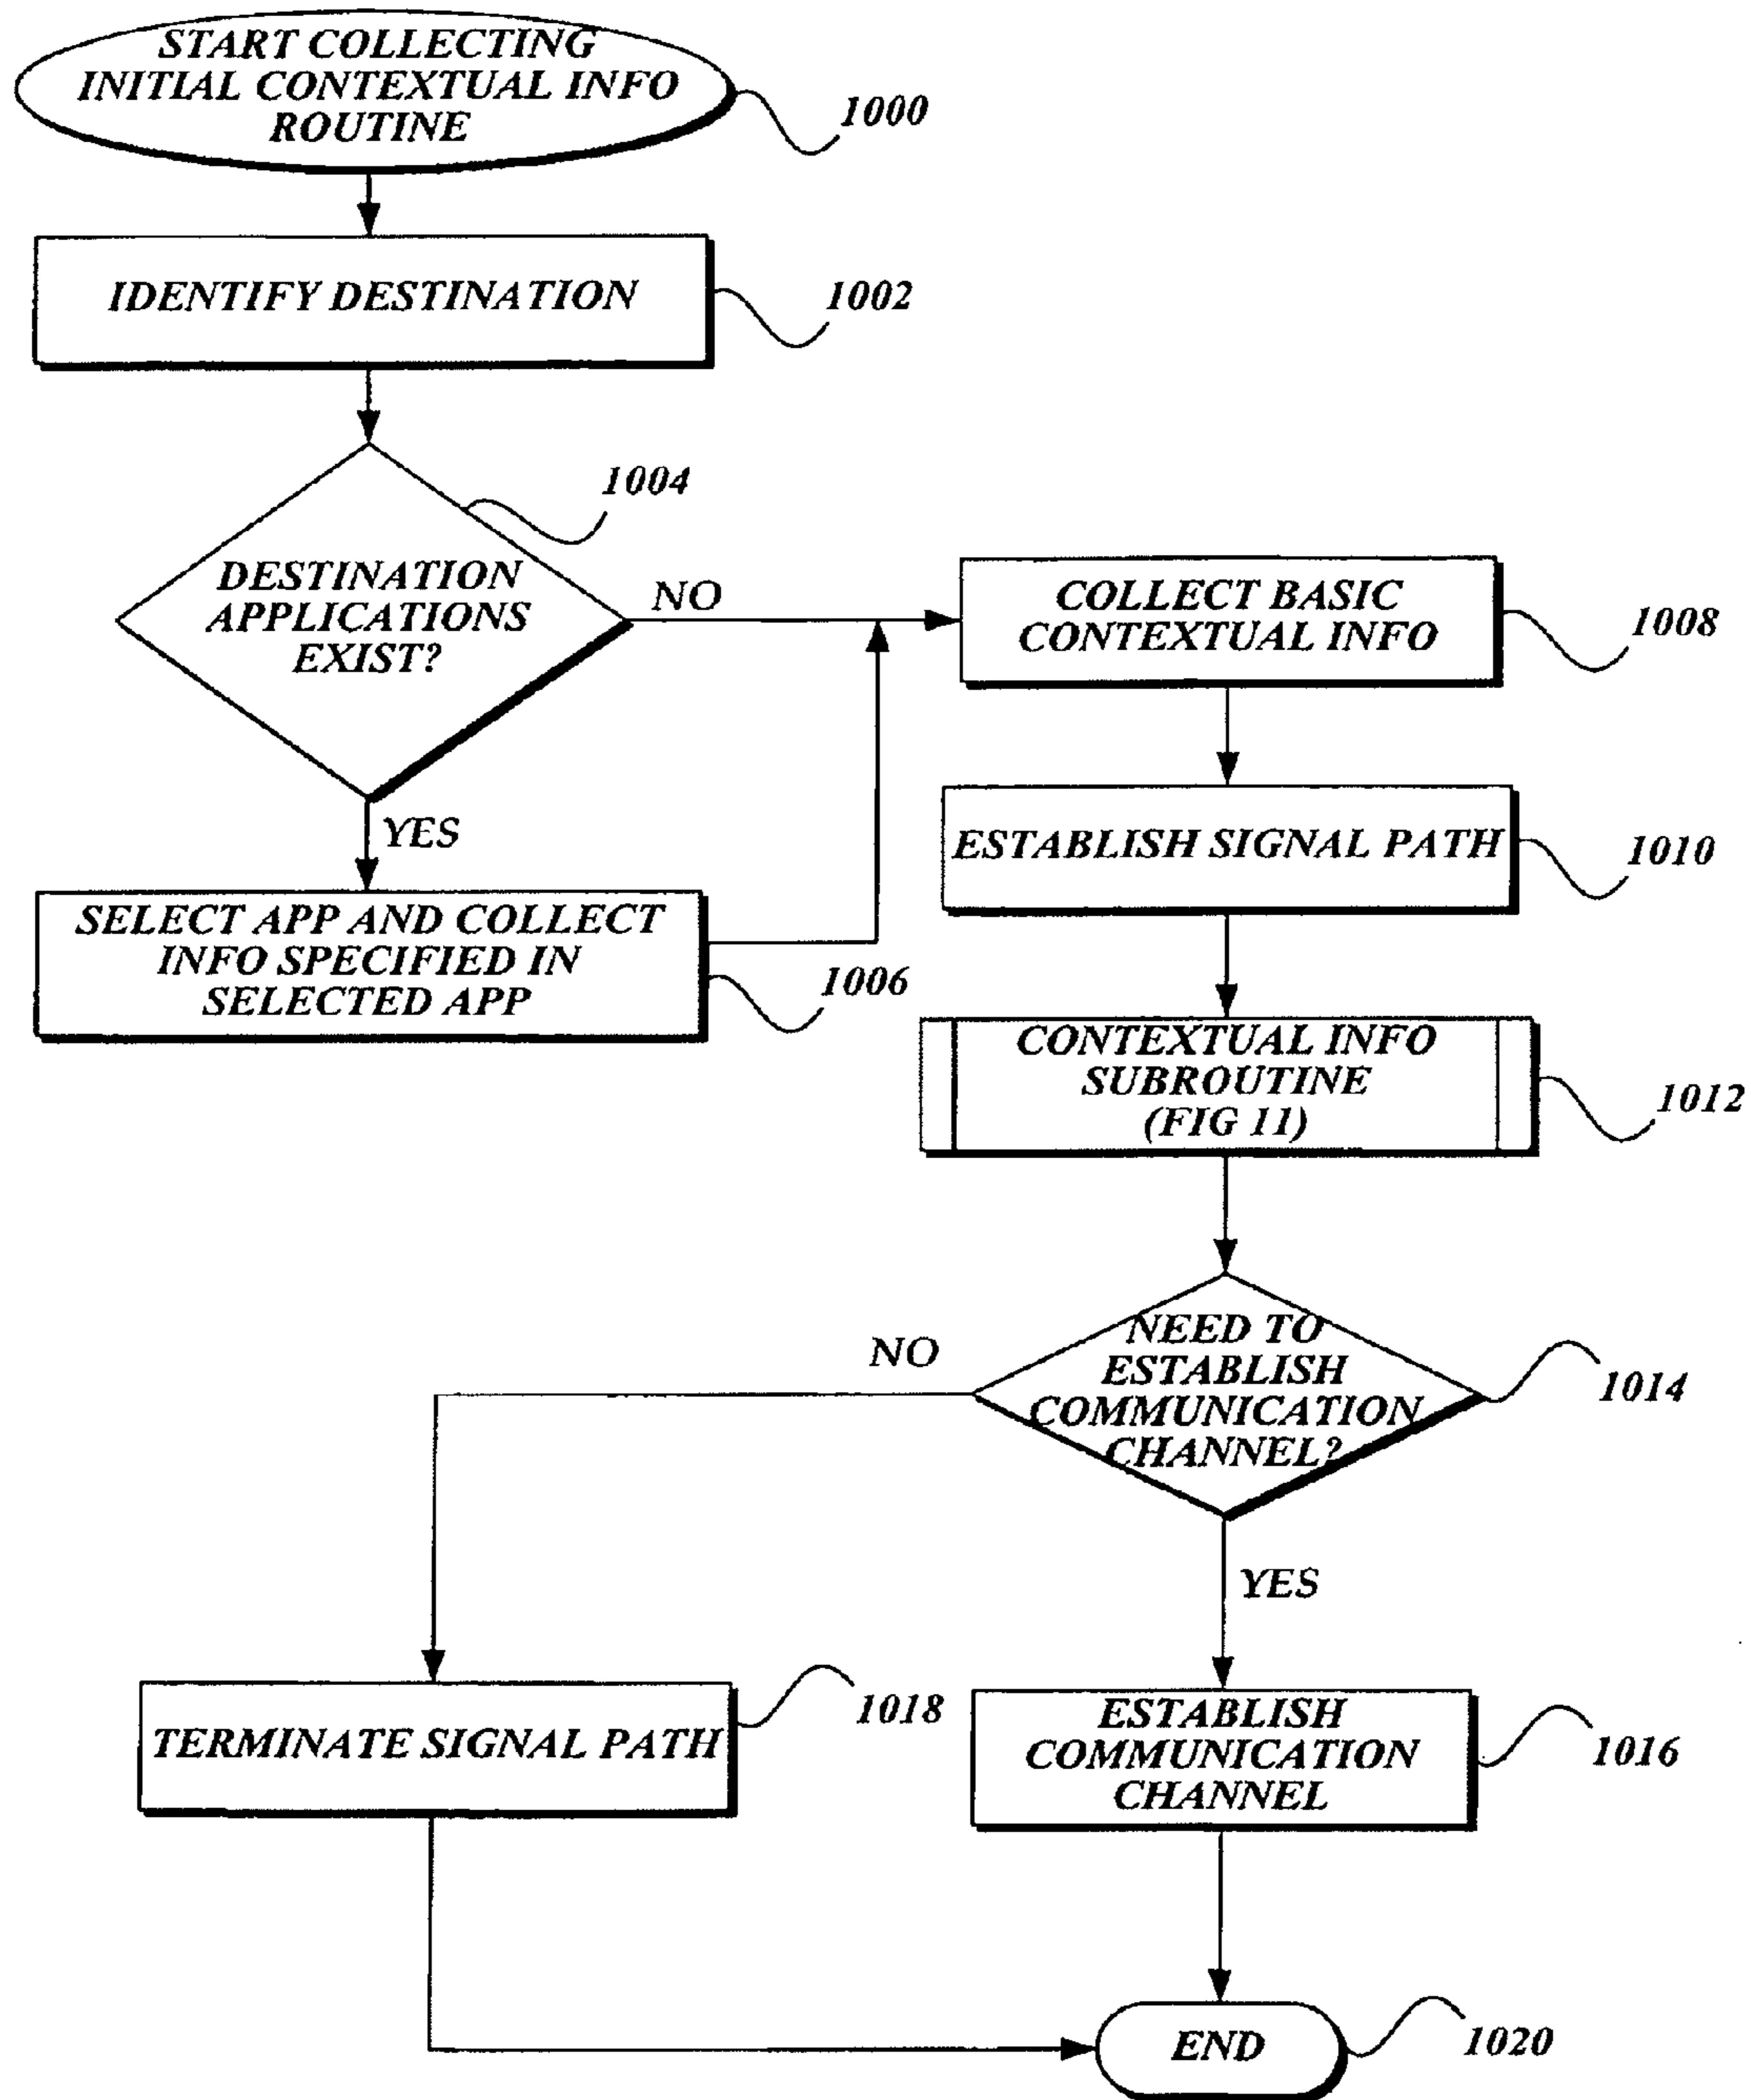 START COLLECTING
INITIAL CONTEXTUAL INFO
ROUTINE
1000
IDENTIFY DESTINATION
1002
1004
DESTINATION
APPLICATIONS
EXIST?
NO
YES
SELECT APP AND COLLECT
INFO SPECIFIED IN
SELECTED APP
1006
COLLECT BASIC
CONTEXTUAL INFO
1008
ESTABLISH SIGNAL PATH
1010
CONTEXTUAL INFO
SUBROUTINE
(FIG 11)
1012
NEED TO
ESTABLISH
COMMUNICATION
CHANNEL?
1014
NO
YES
TERMINATE SIGNAL PATH
1018
ESTABLISH
COMMUNICATION
CHANNEL
1016
END
1020